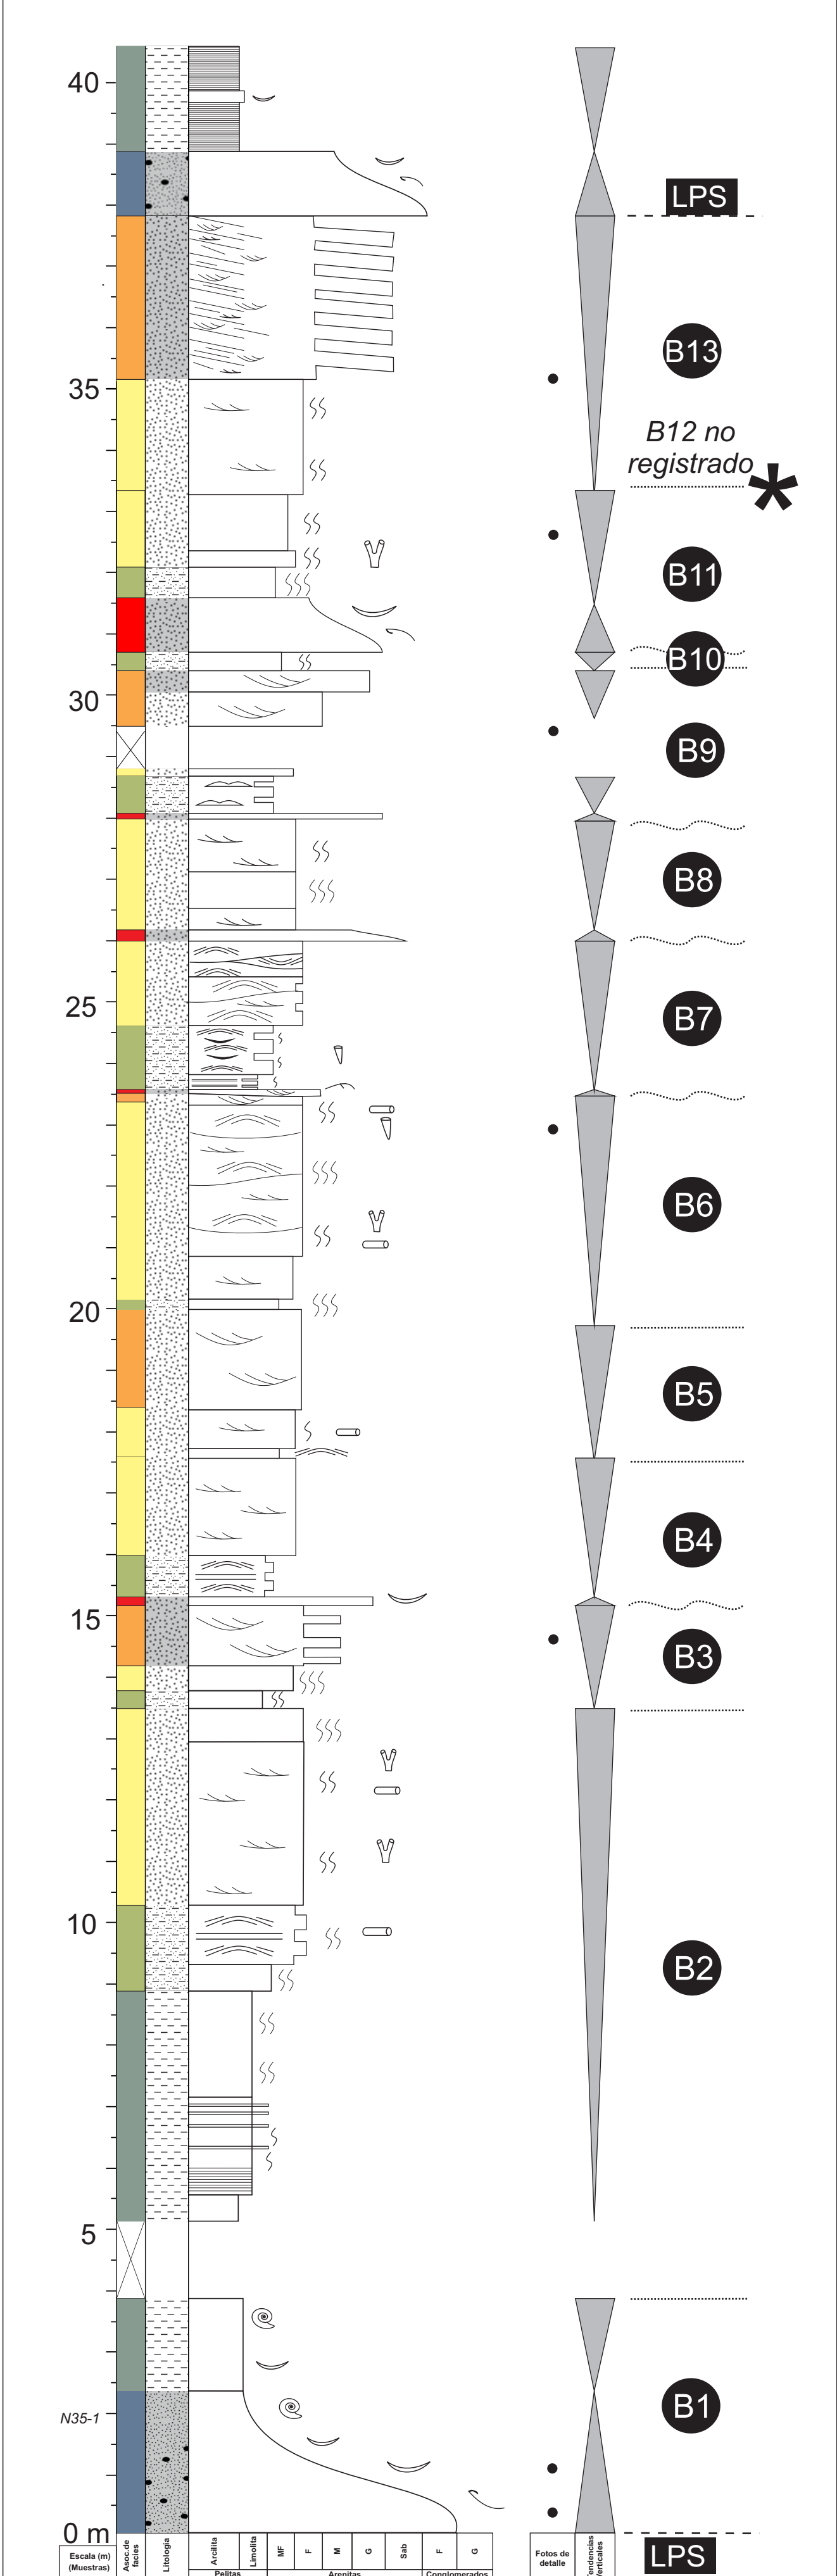 40
LPS
B13
35
B12 no
registrado
*
B11
B10
30
B9
B8
25
B7
B6
20
B5
B4
15
B3
10
B2
5
B1
N35-1
0 m
LPS
Escala (m)
(Muestras)
Asoc.de
facies
Litología
Arcilita
Limolita
MF
F
M
G
Sab
F
G
Pelitas
Arenitas
Conglomerados
Fotos de
detalle
Tendencias
verticales